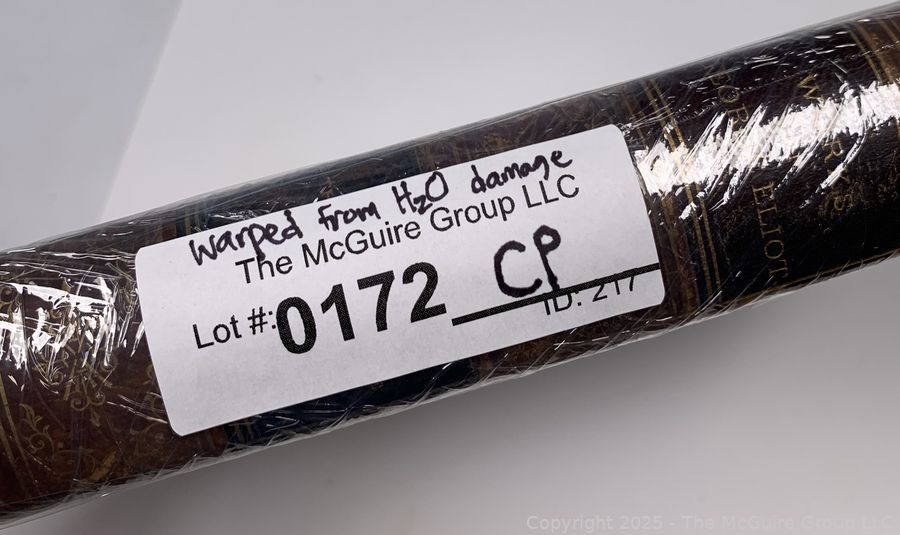 Warped from H₂O damage
The McGuire Group LLC
Lot #: 0172 CP
ID: 217
WORKS
ELIOT
Copyright 2025 - The McGuire Group LLC